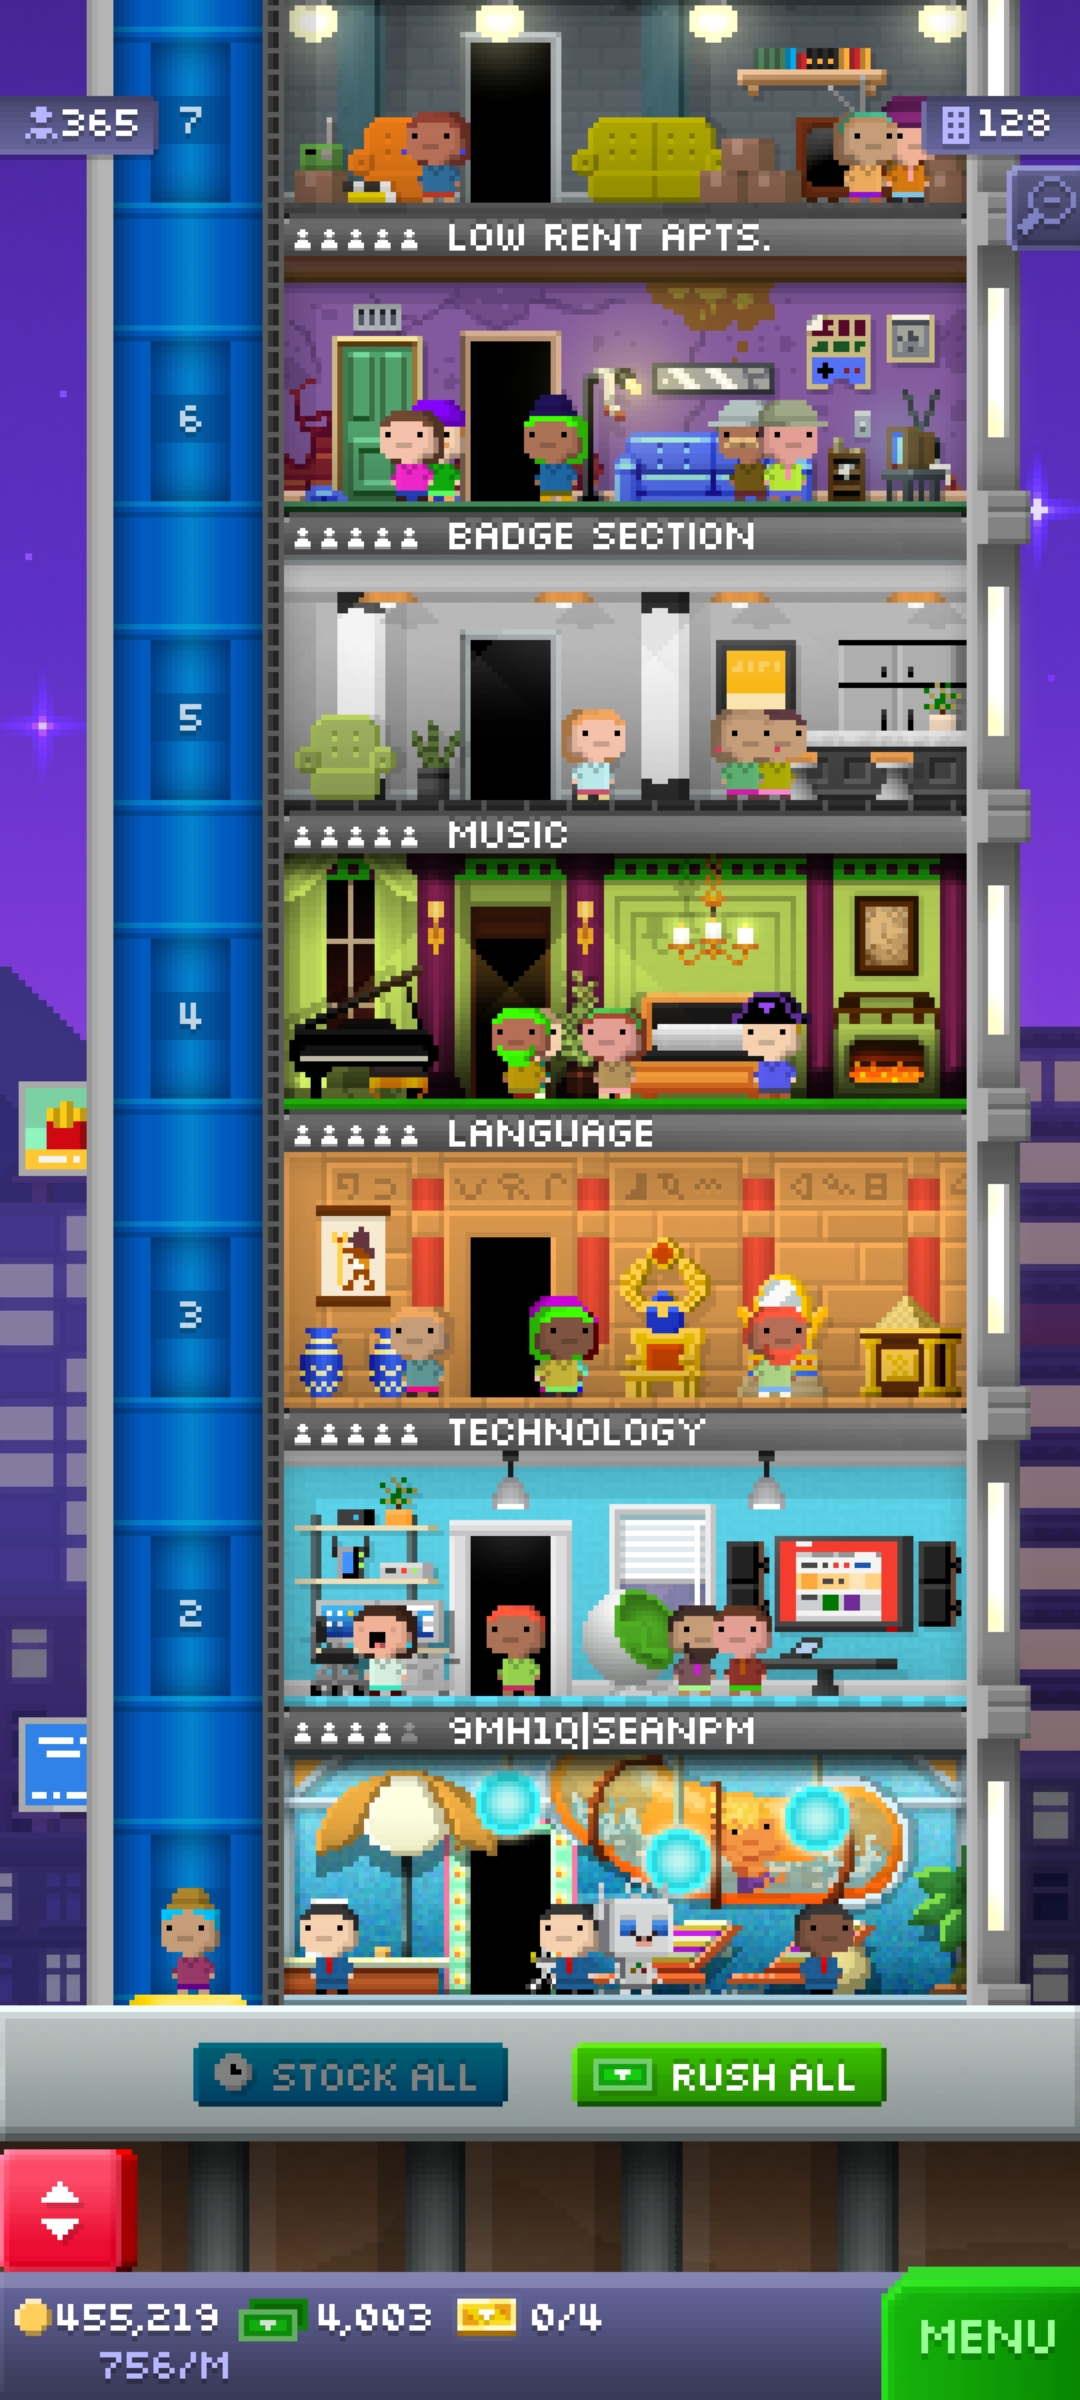 365
7
128
LOW RENT APTS.
6
BADGE SECTION
5
MUSIC
4
LANGUAGE
3
TECHNOLOGY
2
9MH1Q|SEANPM
STOCK ALL
RUSH ALL
455,219
4,003
0/4
756/M
MENU